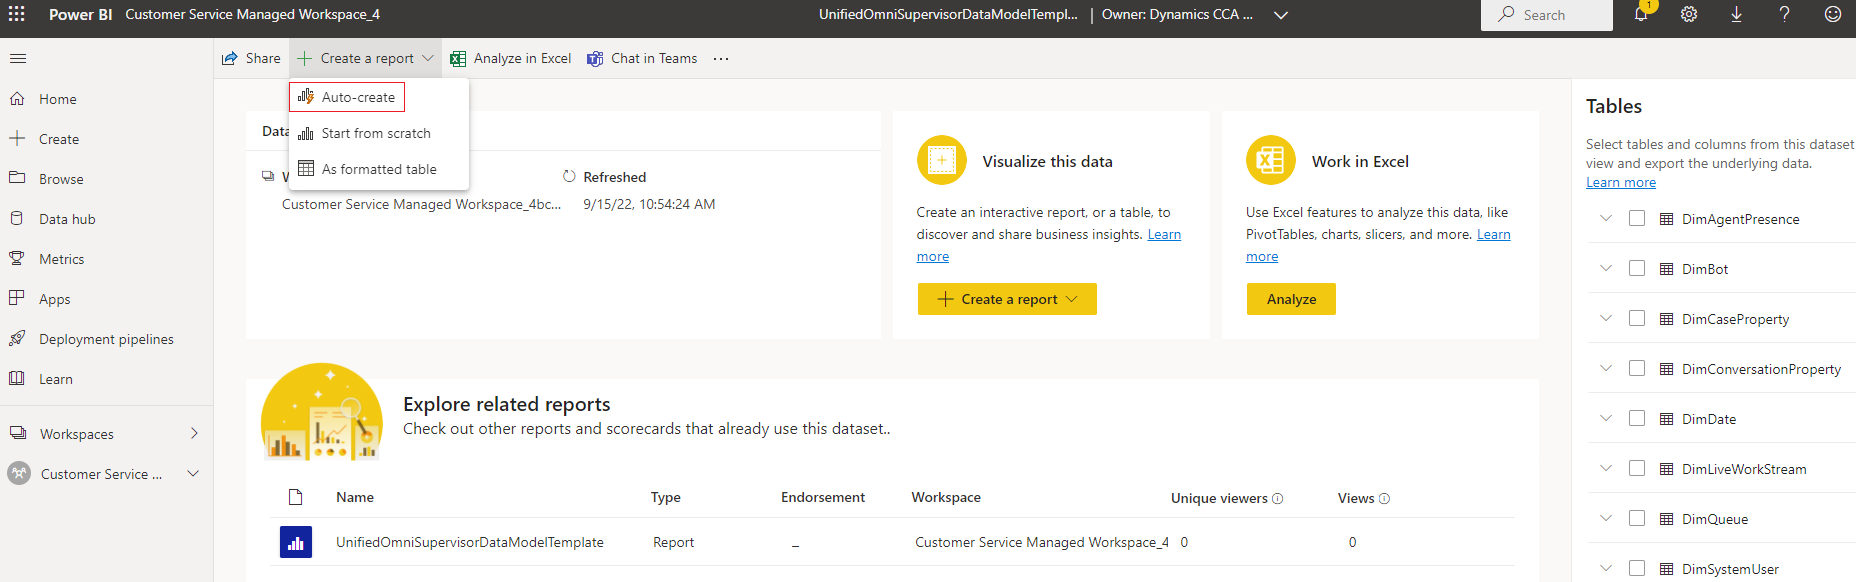 Power BI Customer Service Managed Workspace_4
UnifiedOmniSupervisorDataModelTempl... | Owner: Dynamics CCA ...
Search
1
Share
Create a report
Analyze in Excel
Chat in Teams
...
Home
Create
Browse
Data hub
Metrics
Apps
Deployment pipelines
Learn
Workspaces
Customer Service ...
Auto-create
Start from scratch
As formatted table
Refreshed
Customer Service Managed Workspace_4bc...
9/15/22, 10:54:24 AM
Visualize this data
Create an interactive report, or a table, to
discover and share business insights. Learn
more
Create a report
Work in Excel
Use Excel features to analyze this data, like
PivotTables, charts, slicers, and more. Learn
more
Analyze
Explore related reports
Check out other reports and scorecards that already use this dataset..
Name Type Endorsement Workspace Unique viewers Views
UnifiedOmniSupervisorDataModelTemplate Report – Customer Service Managed Workspace_4 0 0
Tables
Select tables and columns from this dataset
view and export the underlying data.
Learn more
DimAgentPresence
DimBot
DimCaseProperty
DimConversationProperty
DimDate
DimLiveWorkStream
DimQueue
DimSystemUser